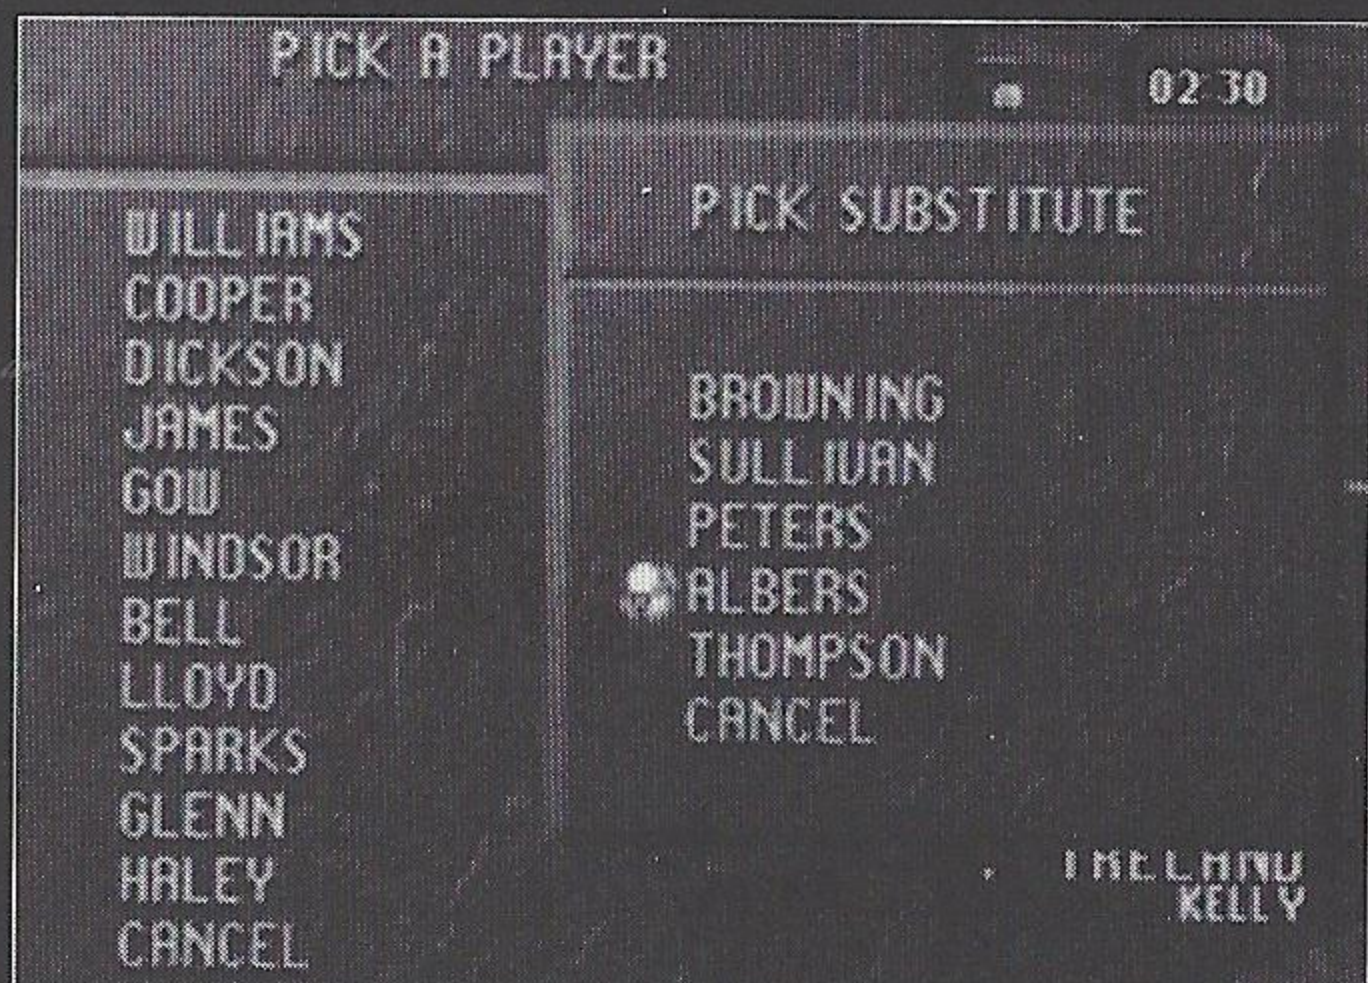 PICK A PLAYER
02:30
WILLIAMS
COOPER
DICKSON
JAMES
GOW
WINDSOR
BELL
LLOYD
SPARKS
GLENN
HALEY
CANCEL
PICK SUBSTITUTE
BROWNING
SULLIVAN
PETERS
ALBERS
THOMPSON
CANCEL
IRELAND
KELLY